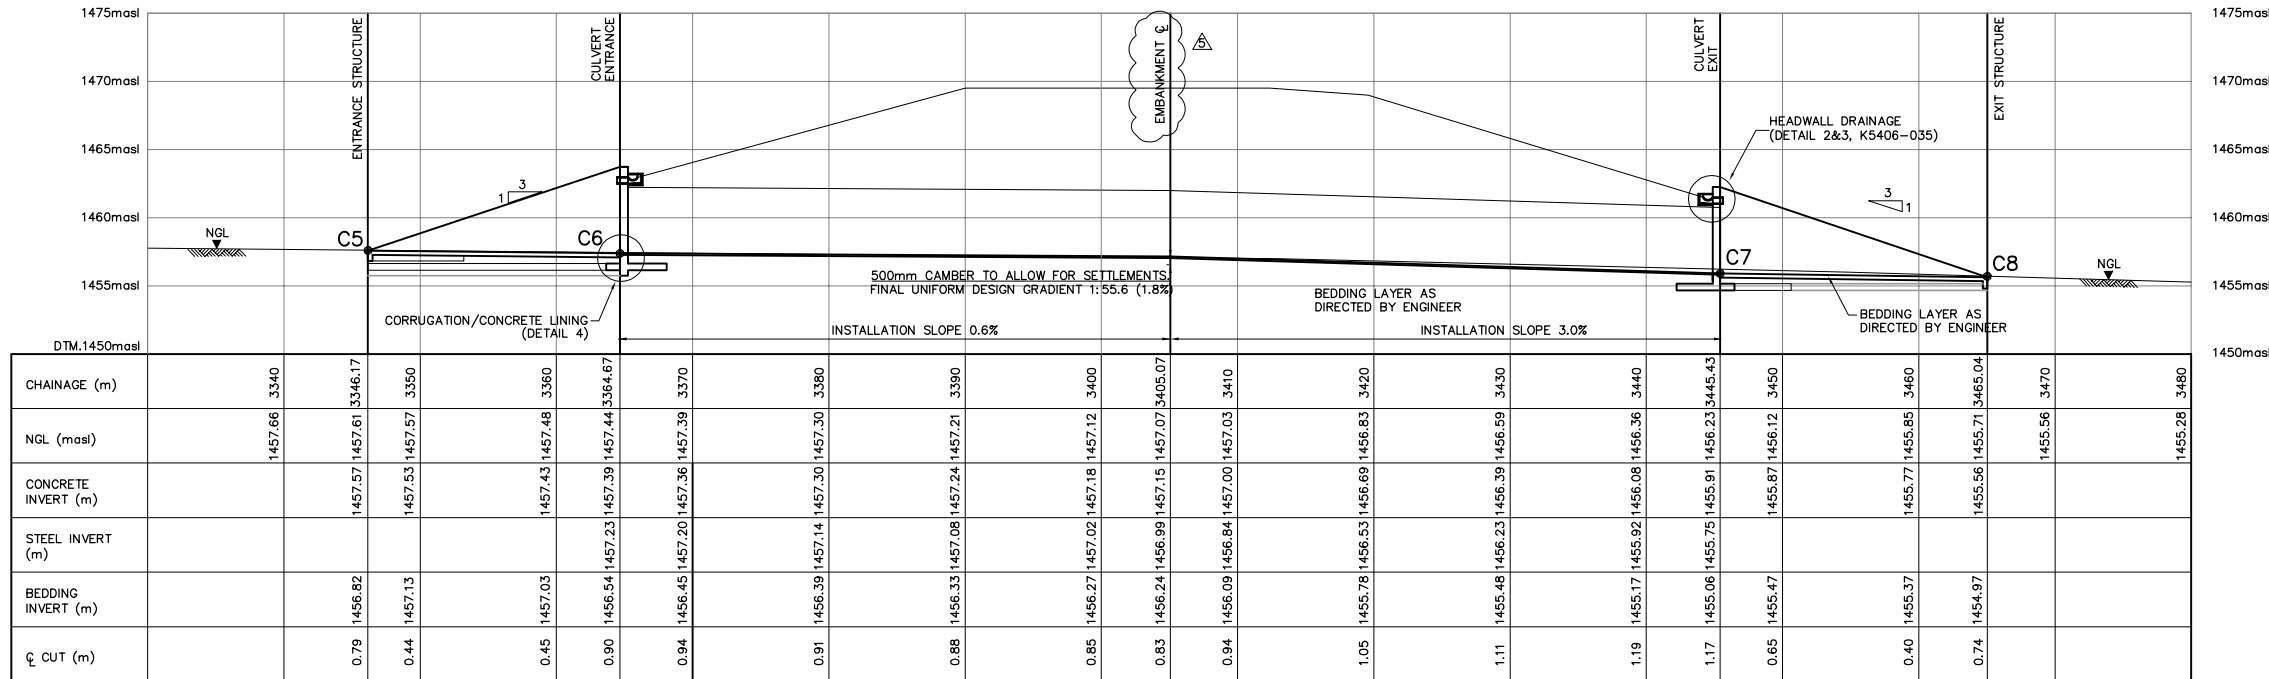 1475masl
1475masl
1470masl
1470masl
1465masl
1465masl
1460masl
1460masl
1455masl
1455masl
DTM.1450masl
1450masl
ENTRANCE STRUCTURE
CULVERT
ENTRANCE
EMBANKMENT ℄
5
CULVERT
EXIT
EXIT STRUCTURE
HEADWALL DRAINAGE
(DETAIL 2&3, K5406-035)
3
1
3
1
NGL
C5
C6
C7
C8
NGL
500mm CAMBER TO ALLOW FOR SETTLEMENTS.
FINAL UNIFORM DESIGN GRADIENT 1:55.6 (1.8%)
BEDDING LAYER AS
DIRECTED BY ENGINEER
BEDDING LAYER AS
DIRECTED BY ENGINEER
CORRUGATION/CONCRETE LINING
(DETAIL 4)
INSTALLATION SLOPE 0.6%
INSTALLATION SLOPE 3.0%
CHAINAGE (m) 3340 3346.17 3350 3360 3364.67 3370 3380 3390 3400 3405.07 3410 3420 3430 3440 3445.43 3450 3460 3465.04 3470 3480
NGL (masl) 1457.66 1457.61 1457.57 1457.48 1457.44 1457.39 1457.30 1457.21 1457.12 1457.07 1457.03 1456.83 1456.59 1456.36 1456.23 1456.12 1455.85 1455.71 1455.56 1455.28
CONCRETE
INVERT (m) 1457.57 1457.53 1457.43 1457.39 1457.36 1457.30 1457.24 1457.18 1457.15 1457.00 1456.69 1456.39 1456.08 1455.91 1455.87 1455.77 1455.56
STEEL INVERT
(m) 1457.23 1457.20 1457.14 1457.08 1457.02 1456.99 1456.84 1456.53 1456.23 1455.92 1455.75
BEDDING
INVERT (m) 1456.82 1457.13 1457.03 1456.54 1456.45 1456.39 1456.33 1456.27 1456.24 1456.09 1455.78 1455.48 1455.17 1455.06 1455.47 1455.37 1454.97
℄ CUT (m) 0.79 0.44 0.45 0.90 0.94 0.91 0.88 0.85 0.83 0.94 1.05 1.11 1.19 1.17 0.65 0.40 0.74